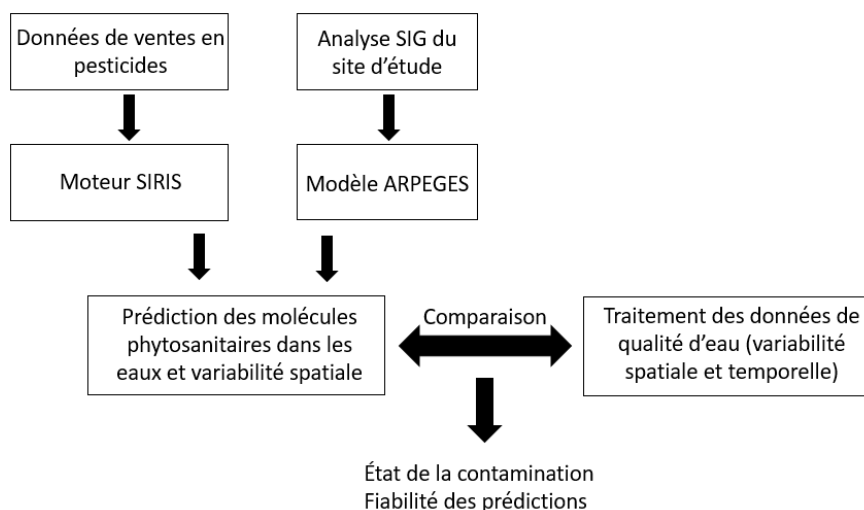 Données de ventes en
pesticides
Analyse SIG du
site d’étude
Moteur SIRIS
Modèle ARPEGES
Prédiction des molécules
phytosanitaires dans les
eaux et variabilité spatiale
Comparaison
Traitement des données de
qualité d’eau (variabilité
spatiale et temporelle)
État de la contamination
Fiabilité des prédictions